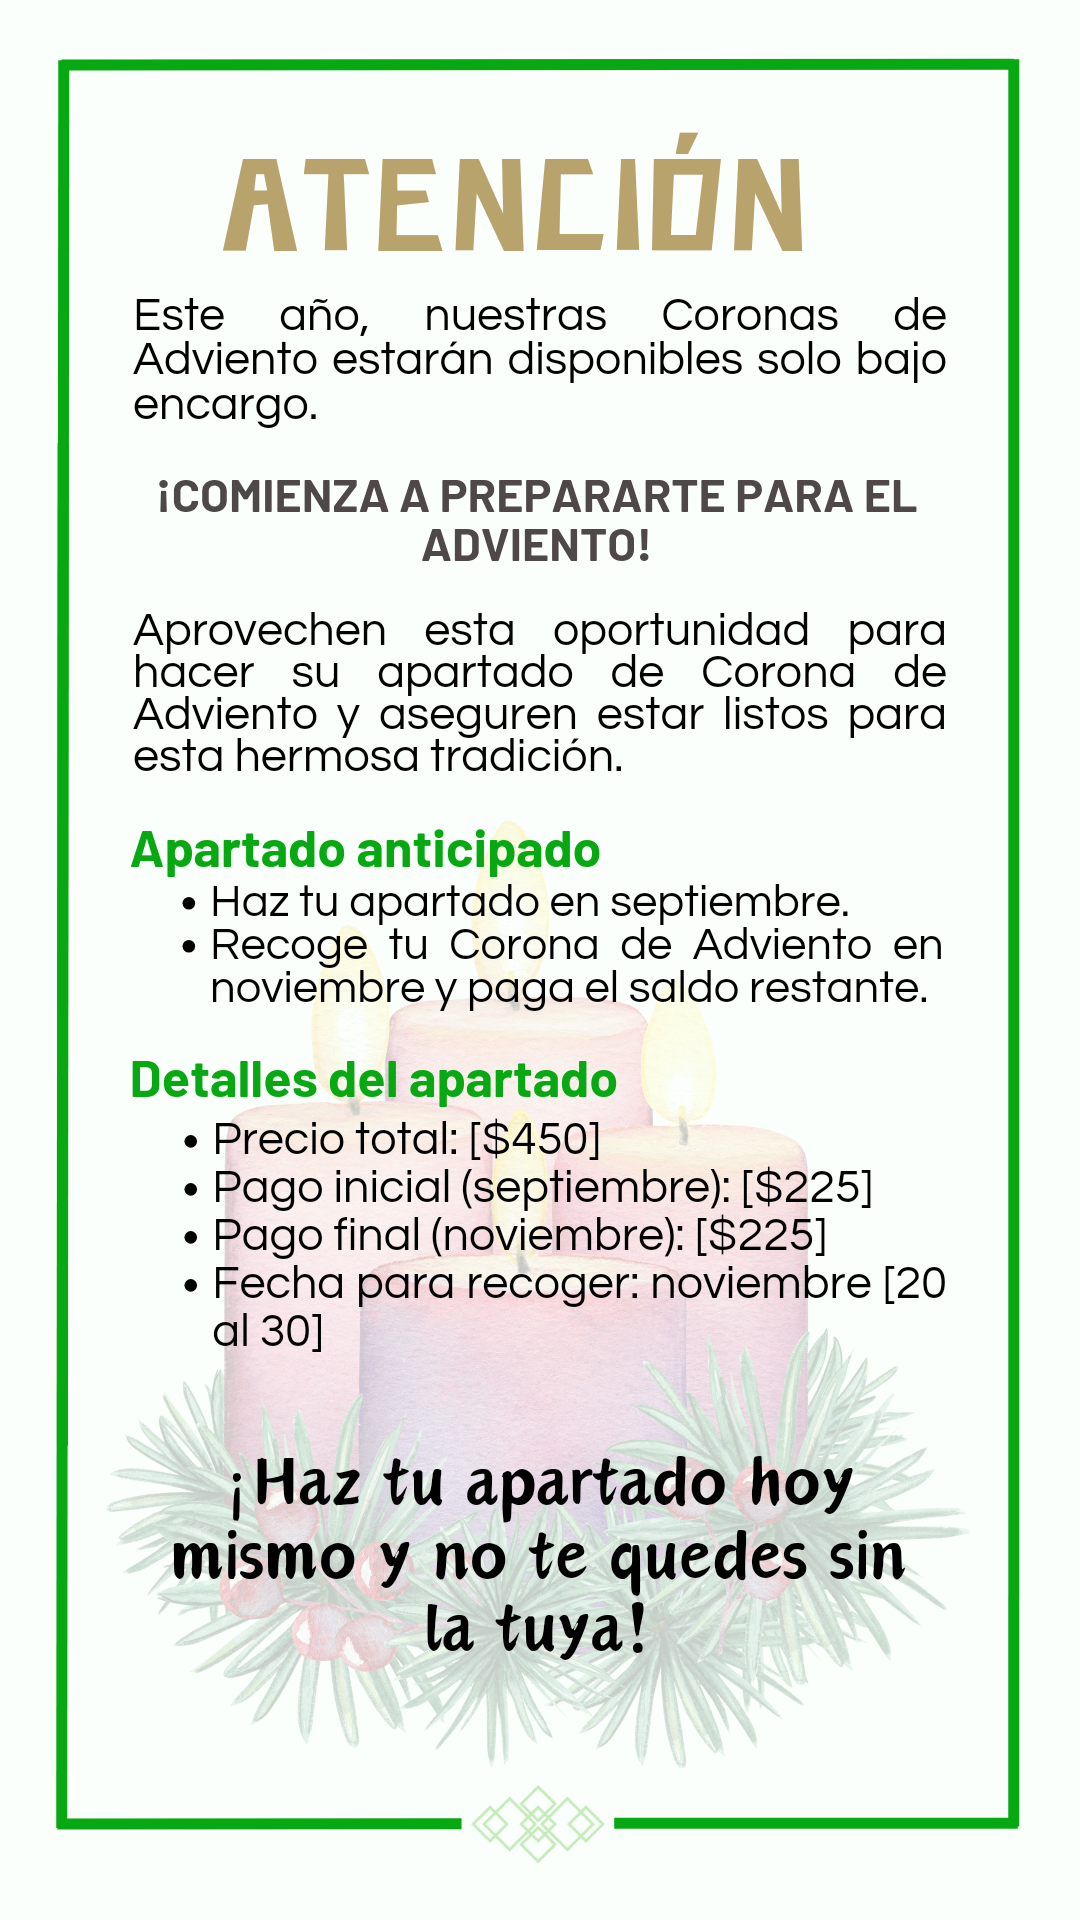 ATENCIÓN
Este año, nuestras Coronas de
Adviento estarán disponibles solo bajo
encargo.
¡COMIENZA A PREPARARTE PARA EL
ADVIENTO!
Aprovechen esta oportunidad para
hacer su apartado de Corona de
Adviento y aseguren estar listos para
esta hermosa tradición.
Apartado anticipado
• Haz tu apartado en septiembre.
• Recoge tu Corona de Adviento en
noviembre y paga el saldo restante.
Detalles del apartado
• Precio total: [$450]
• Pago inicial (septiembre): [$225]
• Pago final (noviembre): [$225]
• Fecha para recoger: noviembre [20
al 30]
¡Haz tu apartado hoy
mismo y no te quedes sin
la tuya!